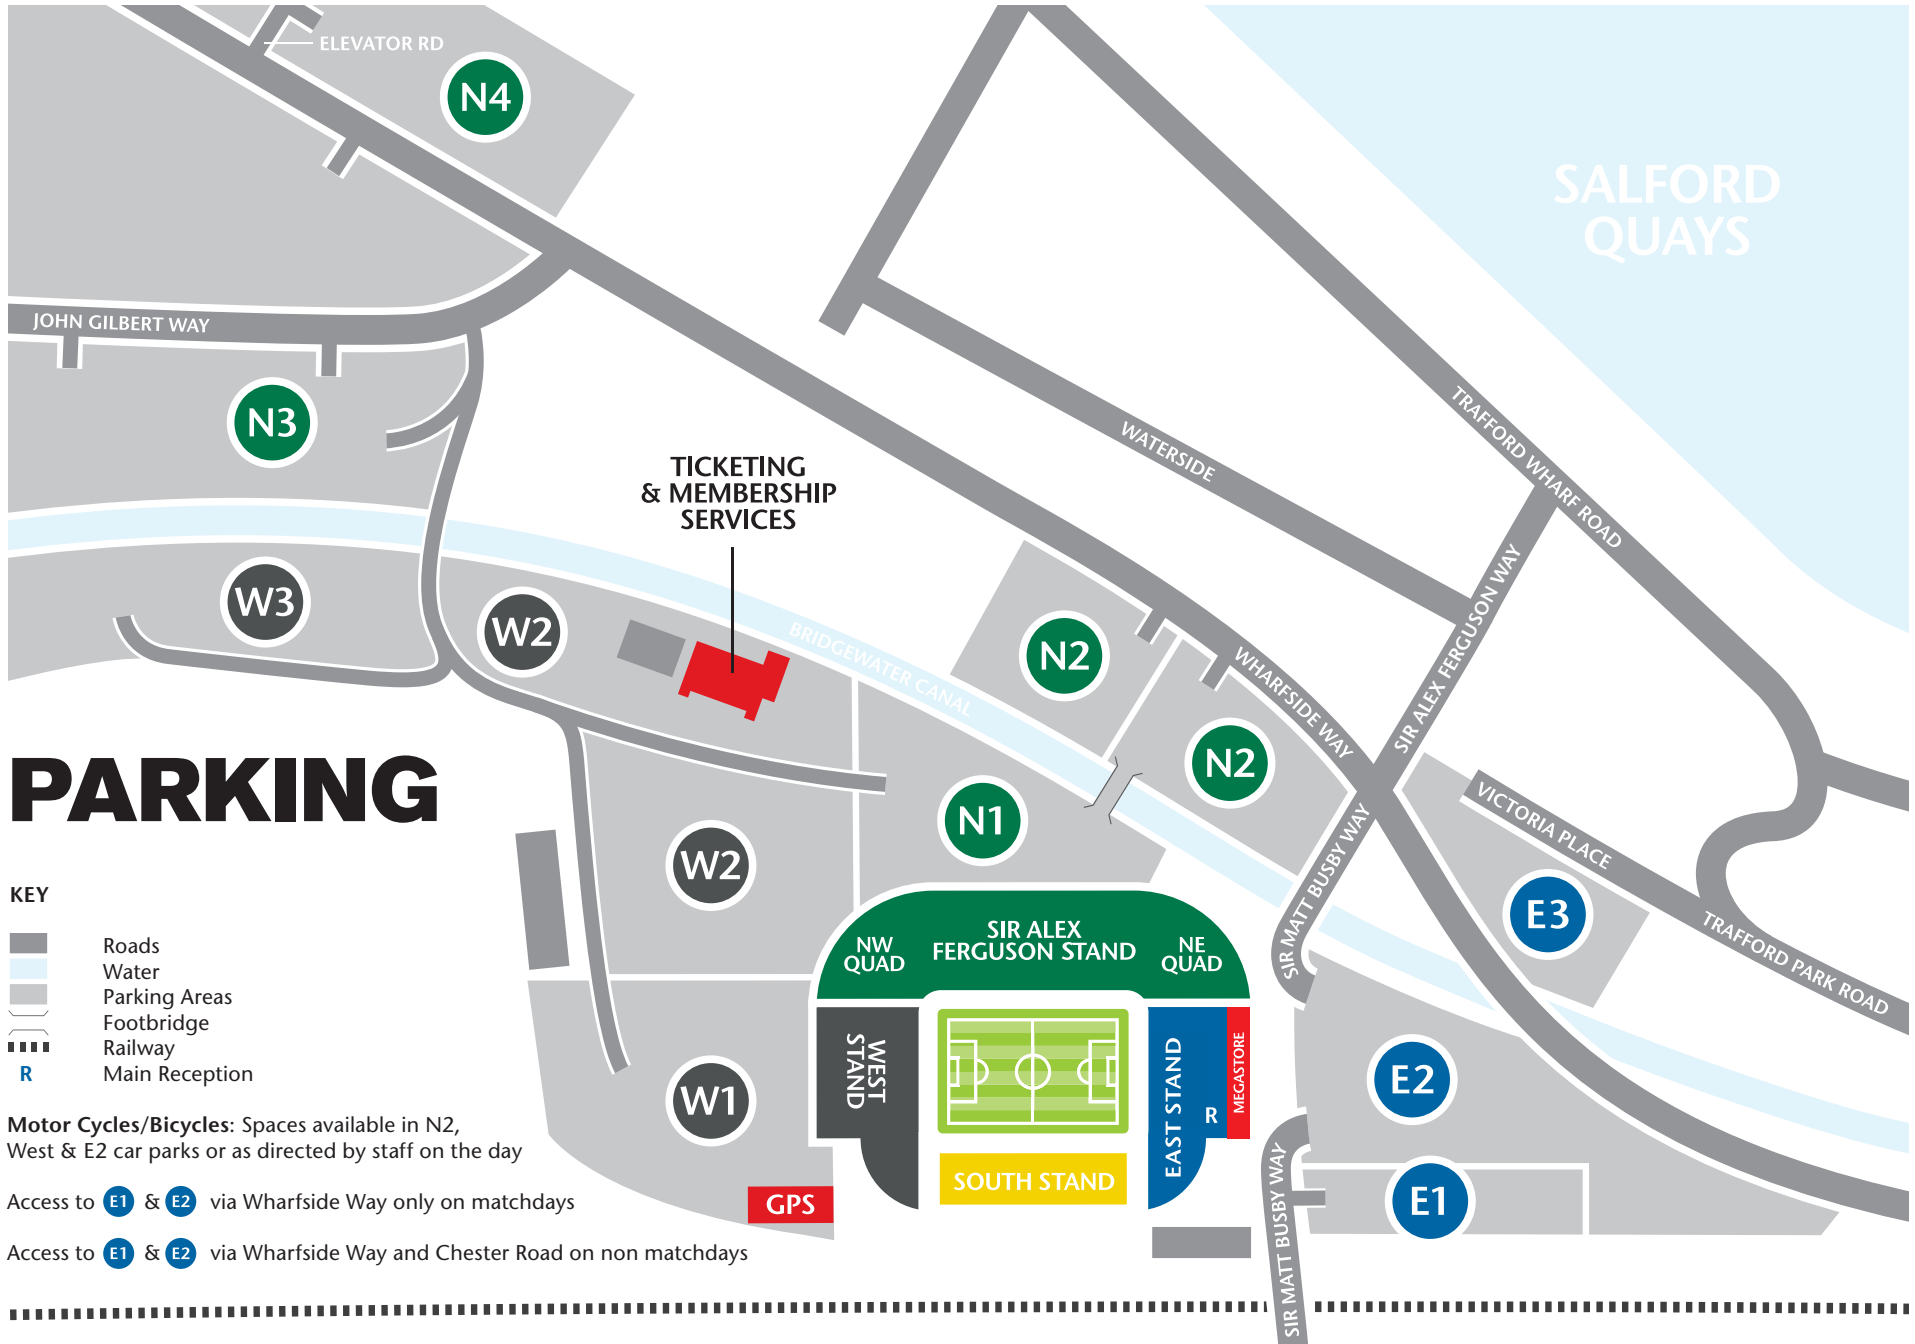 ELEVATOR RD
N4
SALFORD
QUAYS
JOHN GILBERT WAY
N3
TRAFFORD WHARF ROAD
WATERSIDE
TICKETING
& MEMBERSHIP
SERVICES
SIR ALEX FERGUSON WAY
W3
W2
BRIDGEWATER CANAL
N2
WHARFSIDE WAY
N2
PARKING
N1
VICTORIA PLACE
SIR MATT BUSBY WAY
W2
E3
TRAFFORD PARK ROAD
KEY
Roads
Water
Parking Areas
Footbridge
Railway
R Main Reception
NW
QUAD
SIR ALEX
FERGUSON STAND
NE
QUAD
WEST
STAND
EAST STAND
R
MEGASTORE
E2
W1
Motor Cycles/Bicycles: Spaces available in N2,
West & E2 car parks or as directed by staff on the day
SOUTH STAND
GPS
E1
SIR MATT BUSBY WAY
Access to E1 & E2 via Wharfside Way only on matchdays
Access to E1 & E2 via Wharfside Way and Chester Road on non matchdays
SIR MATT BUSBY WAY